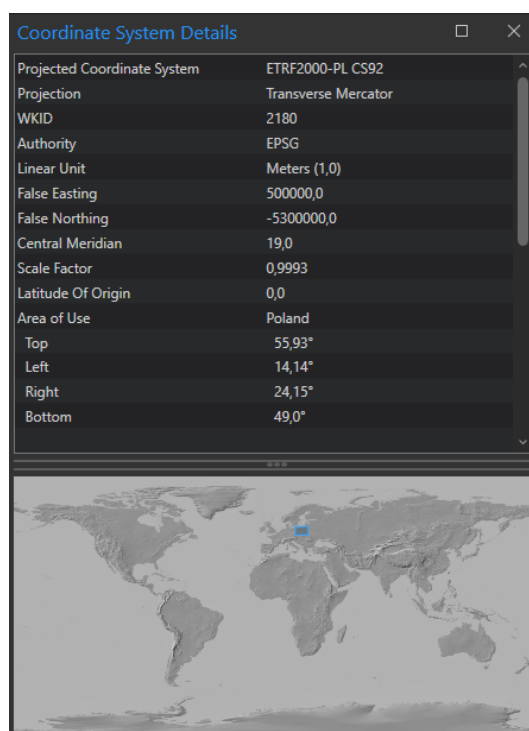 Coordinate System Details
Projected Coordinate System ETRF2000-PL CS92
Projection Transverse Mercator
WKID 2180
Authority EPSG
Linear Unit Meters (1,0)
False Easting 500000,0
False Northing -5300000,0
Central Meridian 19,0
Scale Factor 0,9993
Latitude Of Origin 0,0
Area of Use Poland
Top 55,93°
Left 14,14°
Right 24,15°
Bottom 49,0°